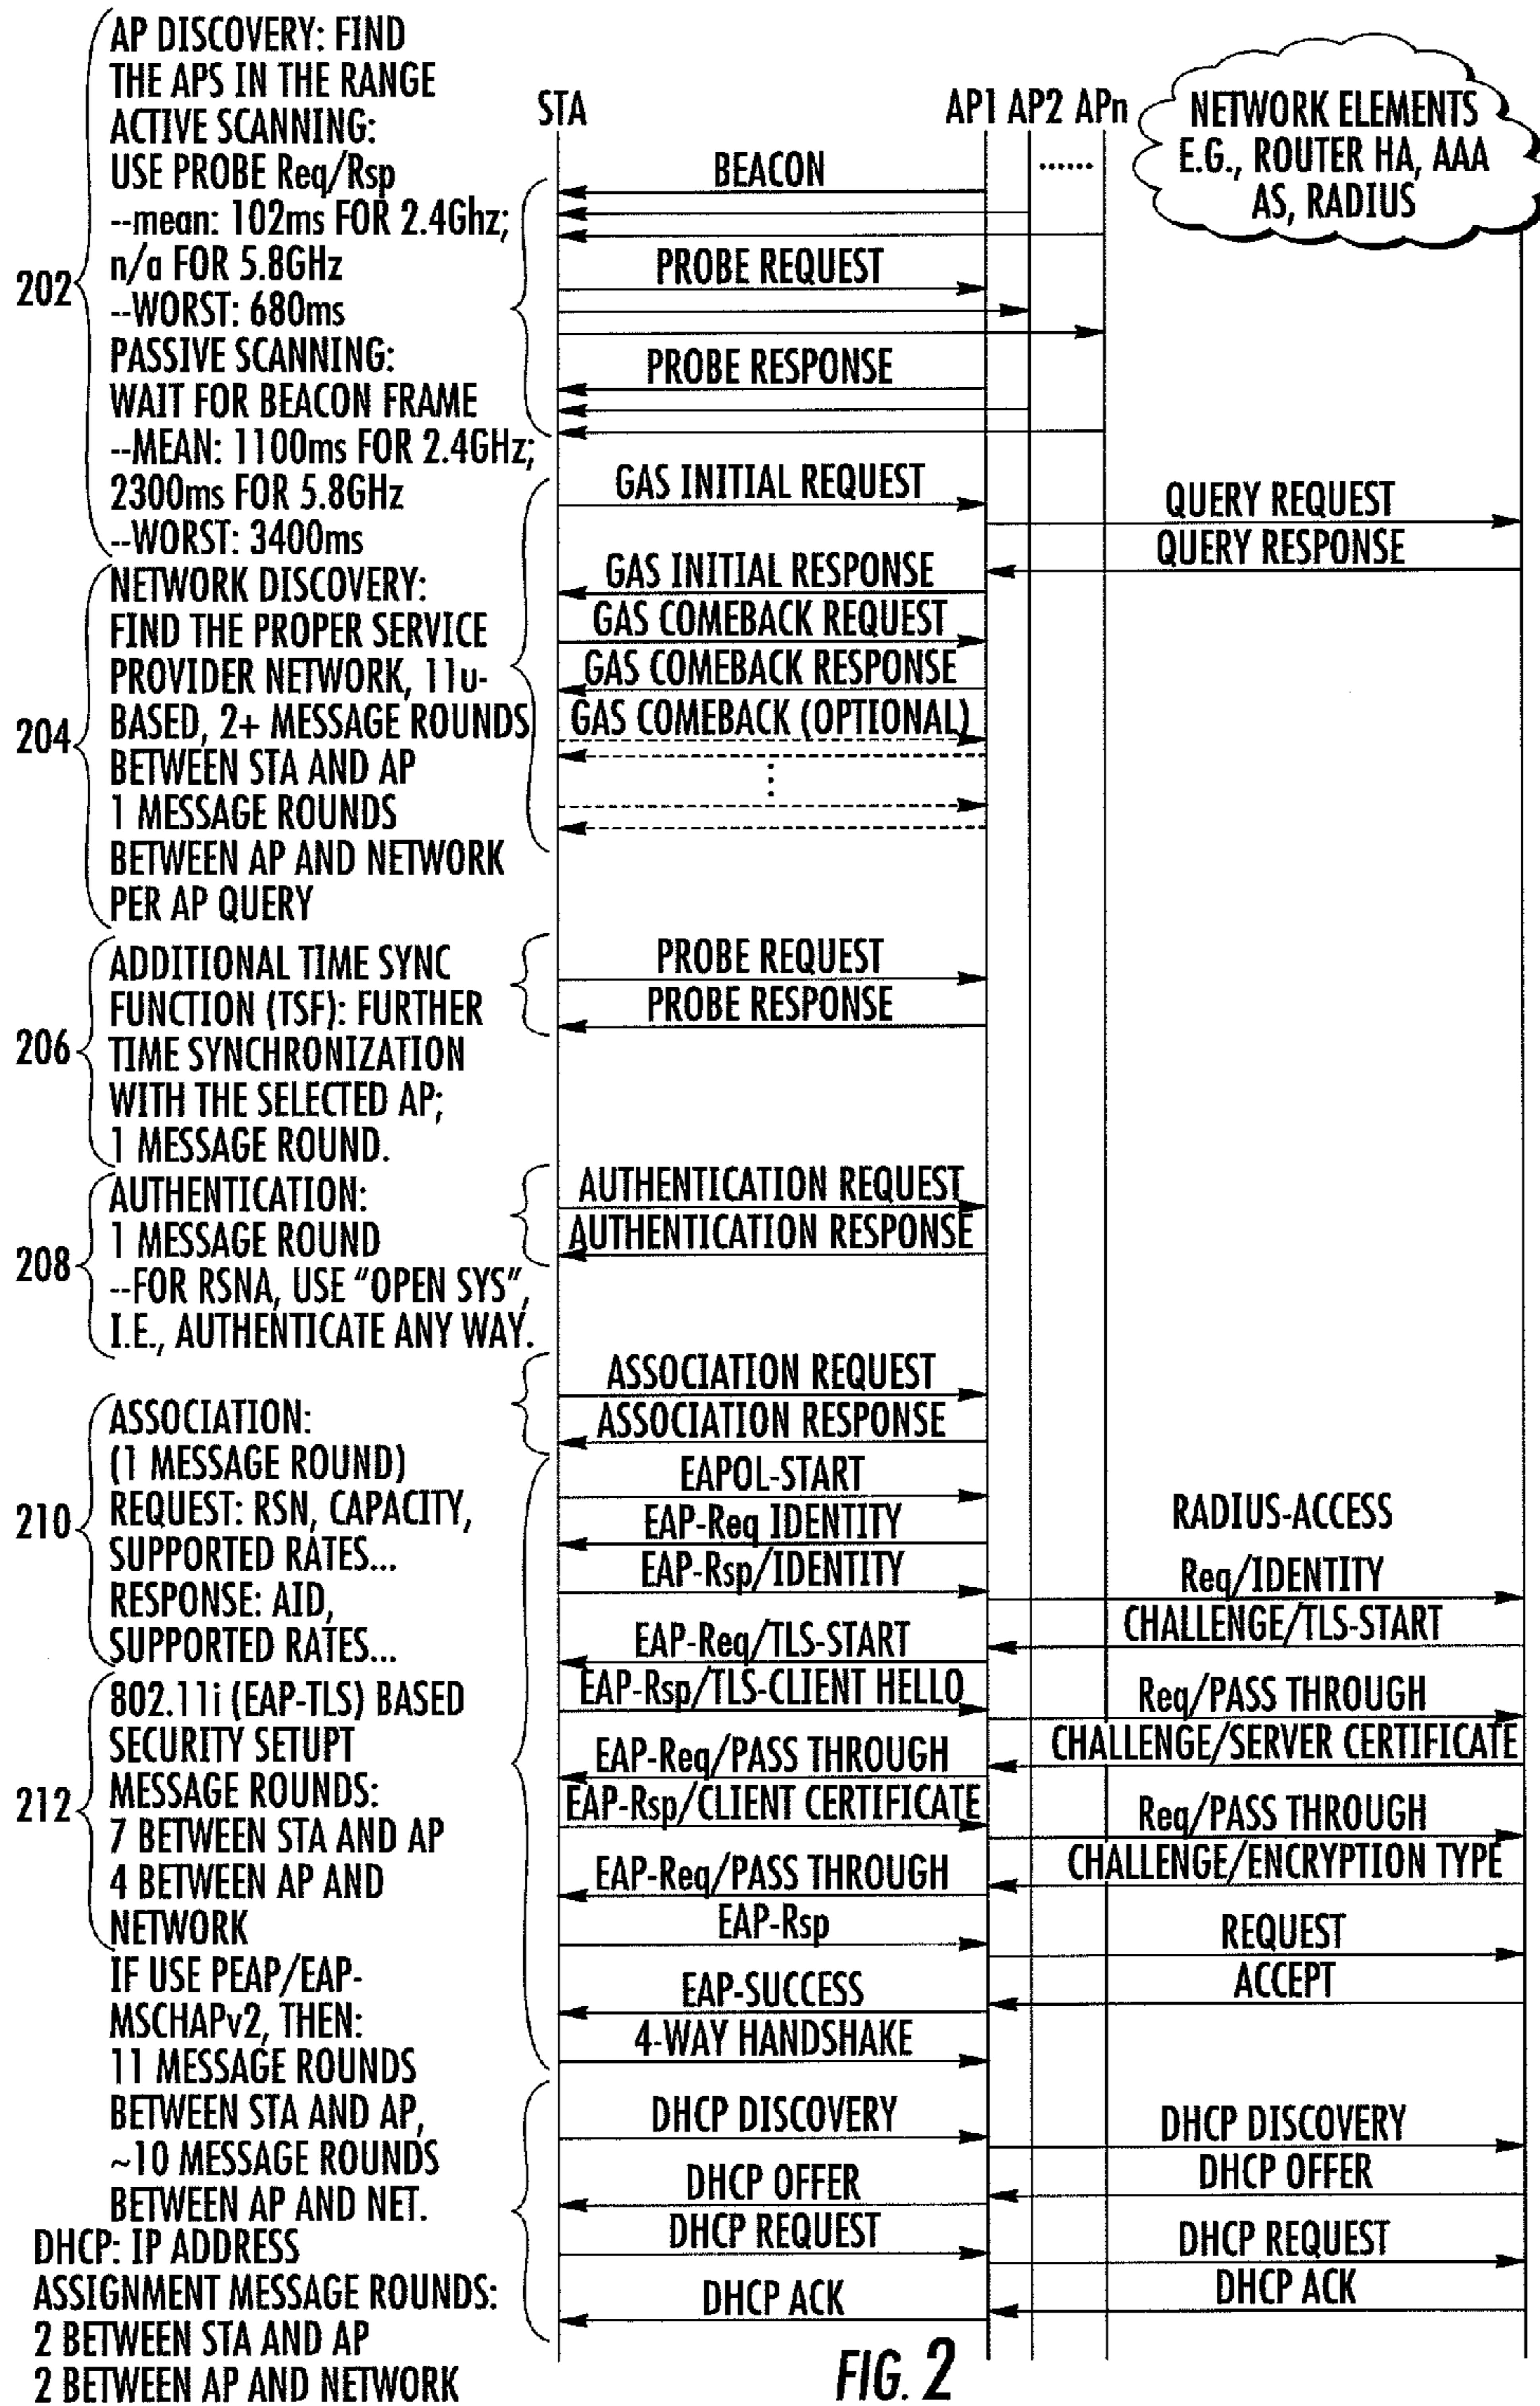 AP DISCOVERY: FIND
THE APS IN THE RANGE
ACTIVE SCANNING:
USE PROBE Req/Rsp
--mean: 102ms FOR 2.4Ghz;
n/a FOR 5.8GHz
--WORST: 680ms
PASSIVE SCANNING:
WAIT FOR BEACON FRAME
--MEAN: 1100ms FOR 2.4GHz;
2300ms FOR 5.8GHz
--WORST: 3400ms
202
NETWORK DISCOVERY:
FIND THE PROPER SERVICE
PROVIDER NETWORK, 11u-
BASED, 2+ MESSAGE ROUNDS
BETWEEN STA AND AP
1 MESSAGE ROUNDS
BETWEEN AP AND NETWORK
PER AP QUERY
204
ADDITIONAL TIME SYNC
FUNCTION (TSF): FURTHER
TIME SYNCHRONIZATION
WITH THE SELECTED AP;
1 MESSAGE ROUND.
206
AUTHENTICATION:
1 MESSAGE ROUND
--FOR RSNA, USE "OPEN SYS",
I.E., AUTHENTICATE ANY WAY.
208
ASSOCIATION:
(1 MESSAGE ROUND)
REQUEST: RSN, CAPACITY,
SUPPORTED RATES...
RESPONSE: AID,
SUPPORTED RATES...
210
802.11i (EAP-TLS) BASED
SECURITY SETUPT
MESSAGE ROUNDS:
7 BETWEEN STA AND AP
4 BETWEEN AP AND
NETWORK
212
IF USE PEAP/EAP-
MSCHAPv2, THEN:
11 MESSAGE ROUNDS
BETWEEN STA AND AP,
~10 MESSAGE ROUNDS
BETWEEN AP AND NET.
DHCP: IP ADDRESS
ASSIGNMENT MESSAGE ROUNDS:
2 BETWEEN STA AND AP
2 BETWEEN AP AND NETWORK
STA
AP1 AP2 APn
......
NETWORK ELEMENTS
E.G., ROUTER HA, AAA
AS, RADIUS
BEACON
PROBE REQUEST
PROBE RESPONSE
GAS INITIAL REQUEST
QUERY REQUEST
QUERY RESPONSE
GAS INITIAL RESPONSE
GAS COMEBACK REQUEST
GAS COMEBACK RESPONSE
GAS COMEBACK (OPTIONAL)
PROBE REQUEST
PROBE RESPONSE
AUTHENTICATION REQUEST
AUTHENTICATION RESPONSE
ASSOCIATION REQUEST
ASSOCIATION RESPONSE
EAPOL-START
EAP-Req IDENTITY
RADIUS-ACCESS
EAP-Rsp/IDENTITY
Req/IDENTITY
CHALLENGE/TLS-START
EAP-Req/TLS-START
EAP-Rsp/TLS-CLIENT HELLO
Req/PASS THROUGH
CHALLENGE/SERVER CERTIFICATE
EAP-Req/PASS THROUGH
EAP-Rsp/CLIENT CERTIFICATE
Req/PASS THROUGH
CHALLENGE/ENCRYPTION TYPE
EAP-Req/PASS THROUGH
EAP-Rsp
REQUEST
ACCEPT
EAP-SUCCESS
4-WAY HANDSHAKE
DHCP DISCOVERY
DHCP DISCOVERY
DHCP OFFER
DHCP OFFER
DHCP REQUEST
DHCP REQUEST
DHCP ACK
DHCP ACK
FIG. 2